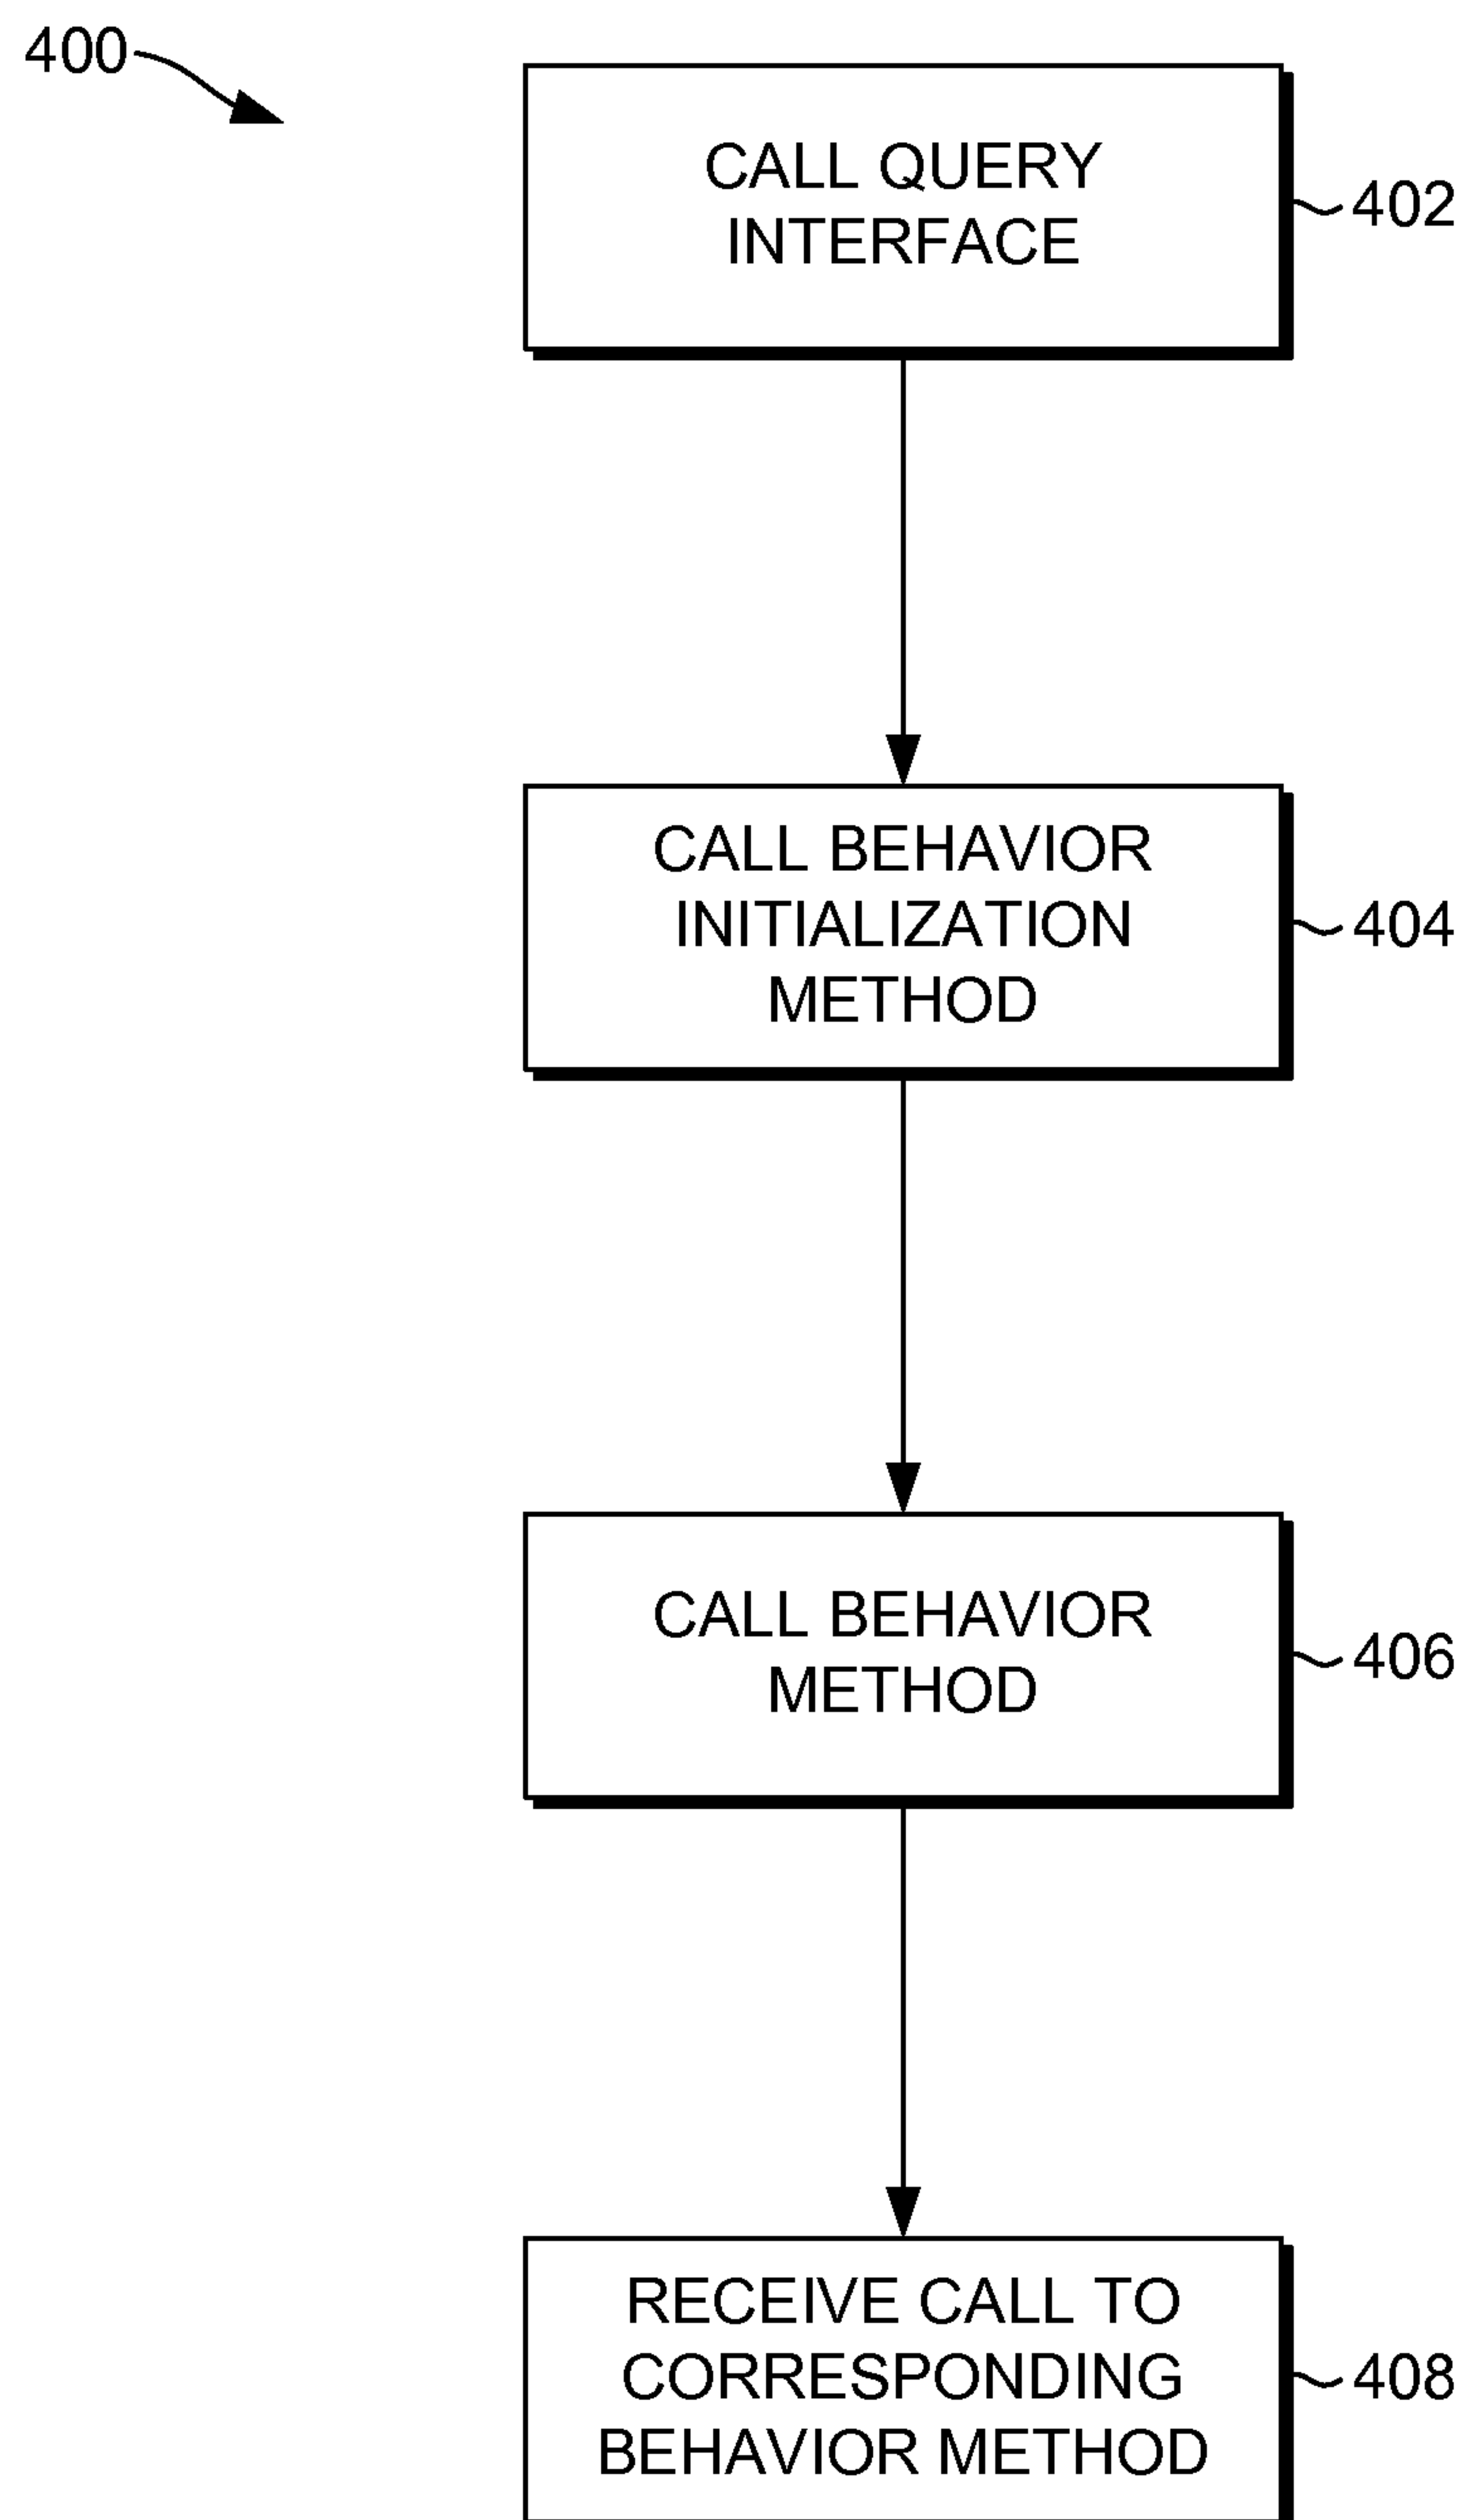 400
CALL QUERY
INTERFACE
402
CALL BEHAVIOR
INITIALIZATION
METHOD
404
CALL BEHAVIOR
METHOD
406
RECEIVE CALL TO
CORRESPONDING
BEHAVIOR METHOD
408